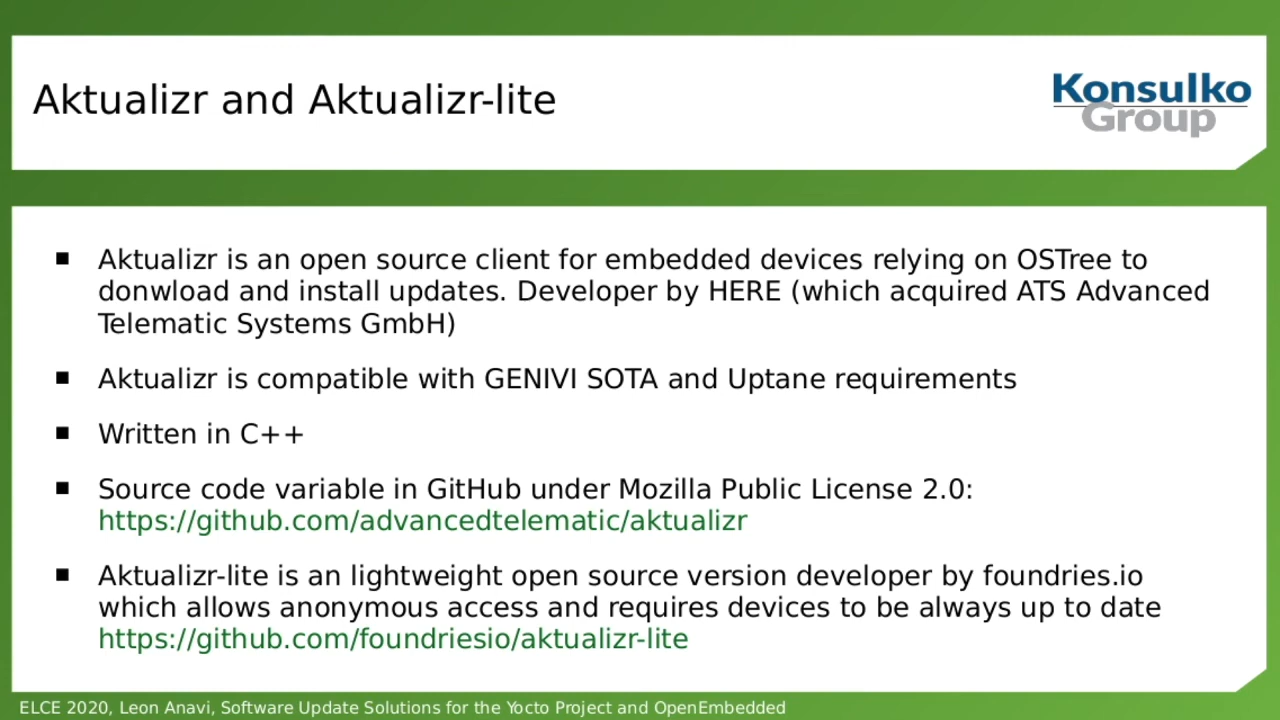 Aktualizr and Aktualizr-lite
Konsulko
Group
▪ Aktualizr is an open source client for embedded devices relying on OSTree to
donwload and install updates. Developer by HERE (which acquired ATS Advanced
Telematic Systems GmbH)
▪ Aktualizr is compatible with GENIVI SOTA and Uptane requirements
▪ Written in C++
▪ Source code variable in GitHub under Mozilla Public License 2.0:
https://github.com/advancedtelematic/aktualizr
▪ Aktualizr-lite is an lightweight open source version developer by foundries.io
which allows anonymous access and requires devices to be always up to date
https://github.com/foundriesio/aktualizr-lite
ELCE 2020, Leon Anavi, Software Update Solutions for the Yocto Project and OpenEmbedded